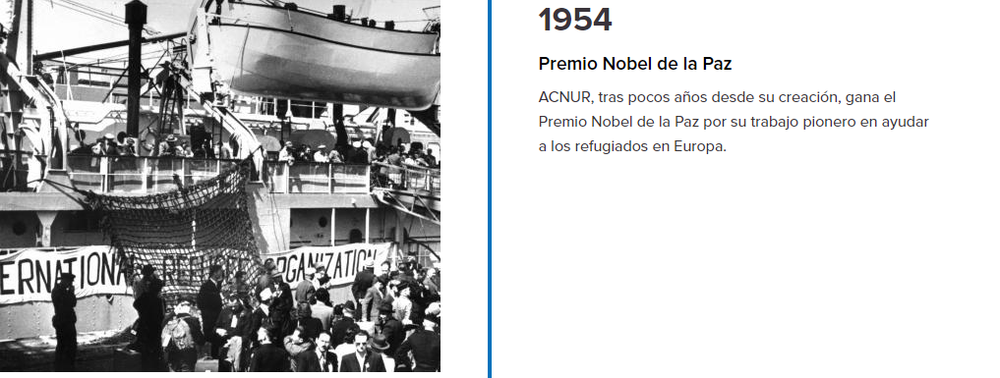 ERNATIONA REFUGEE ORGANIZATION
1954
Premio Nobel de la Paz
ACNUR, tras pocos años desde su creación, gana el
Premio Nobel de la Paz por su trabajo pionero en ayudar
a los refugiados en Europa.